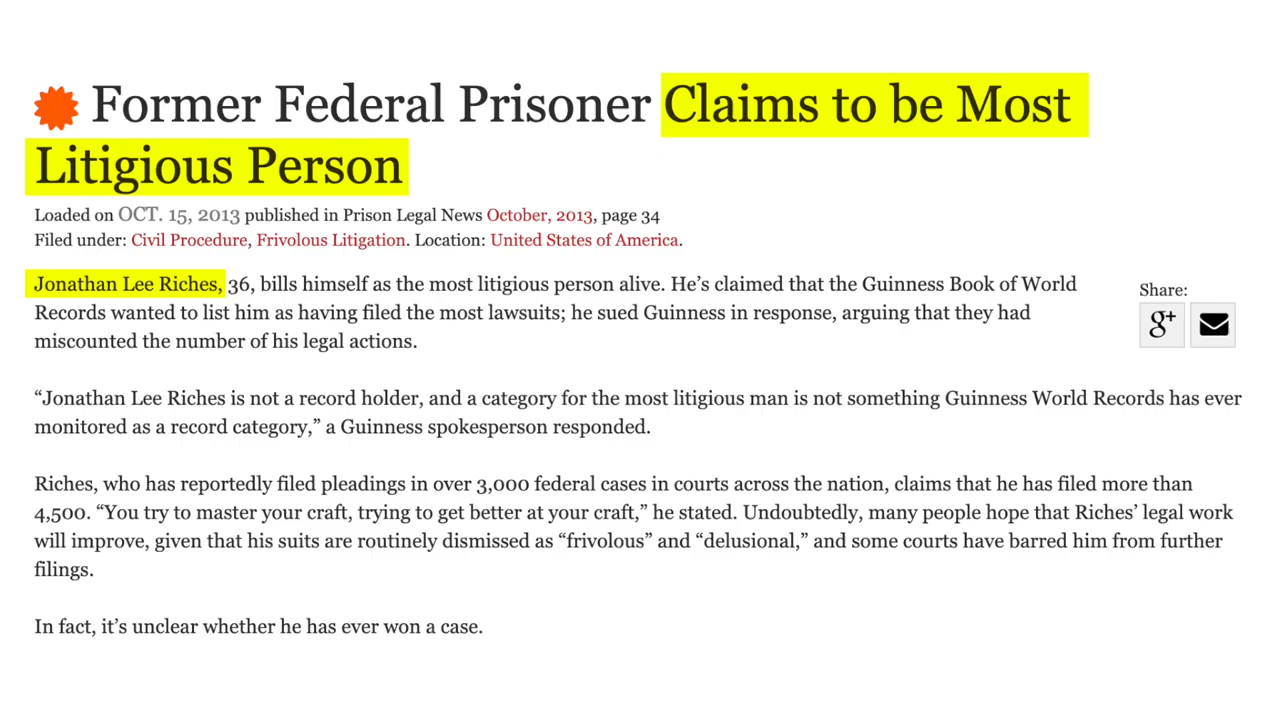 Former Federal Prisoner Claims to be Most
Litigious Person
Loaded on OCT. 15, 2013 published in Prison Legal News October, 2013, page 34
Filed under: Civil Procedure, Frivolous Litigation. Location: United States of America.
Jonathan Lee Riches, 36, bills himself as the most litigious person alive. He’s claimed that the Guinness Book of World
Records wanted to list him as having filed the most lawsuits; he sued Guinness in response, arguing that they had
miscounted the number of his legal actions.
Share:
g+
“Jonathan Lee Riches is not a record holder, and a category for the most litigious man is not something Guinness World Records has ever
monitored as a record category,” a Guinness spokesperson responded.
Riches, who has reportedly filed pleadings in over 3,000 federal cases in courts across the nation, claims that he has filed more than
4,500. “You try to master your craft, trying to get better at your craft,” he stated. Undoubtedly, many people hope that Riches’ legal work
will improve, given that his suits are routinely dismissed as “frivolous” and “delusional,” and some courts have barred him from further
filings.
In fact, it’s unclear whether he has ever won a case.